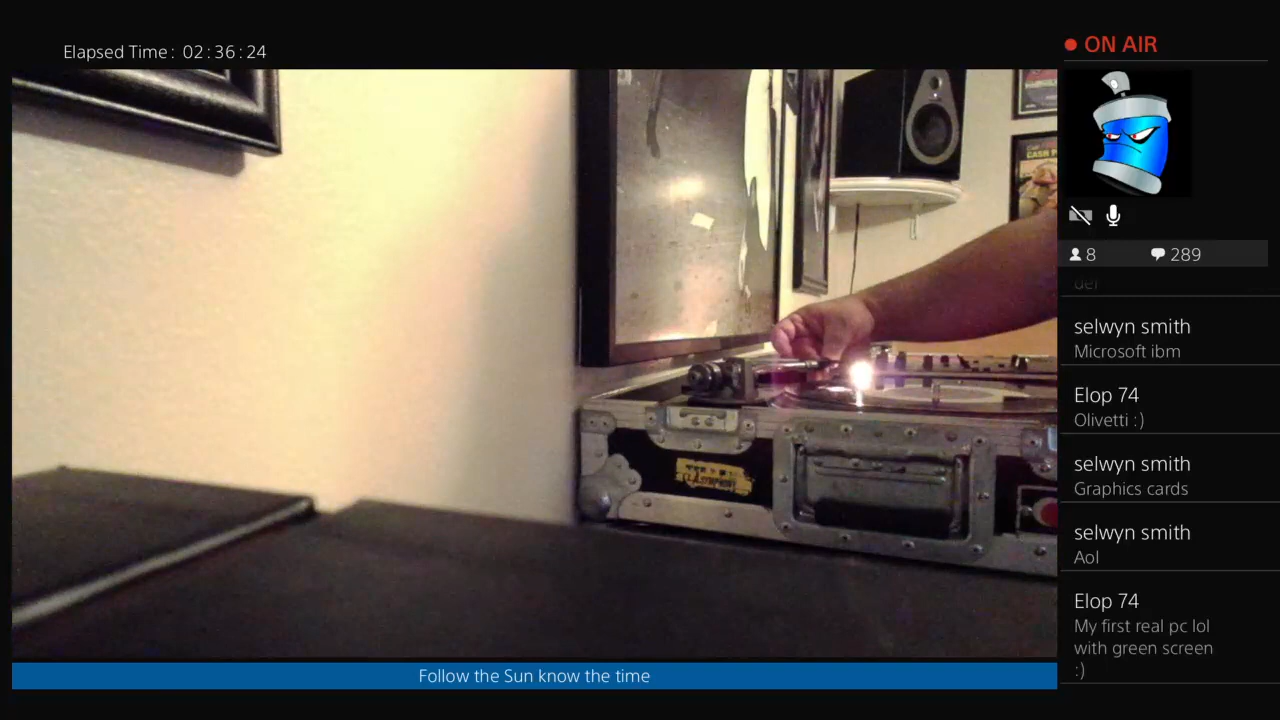 Elapsed Time: 02:36:24
ON AIR
8
289
selwyn smith
Microsoft ibm
Elop 74
Olivetti :)
selwyn smith
Graphics cards
selwyn smith
Aol
Elop 74
My first real pc lol
with green screen
:)
CASH
Follow the Sun know the time